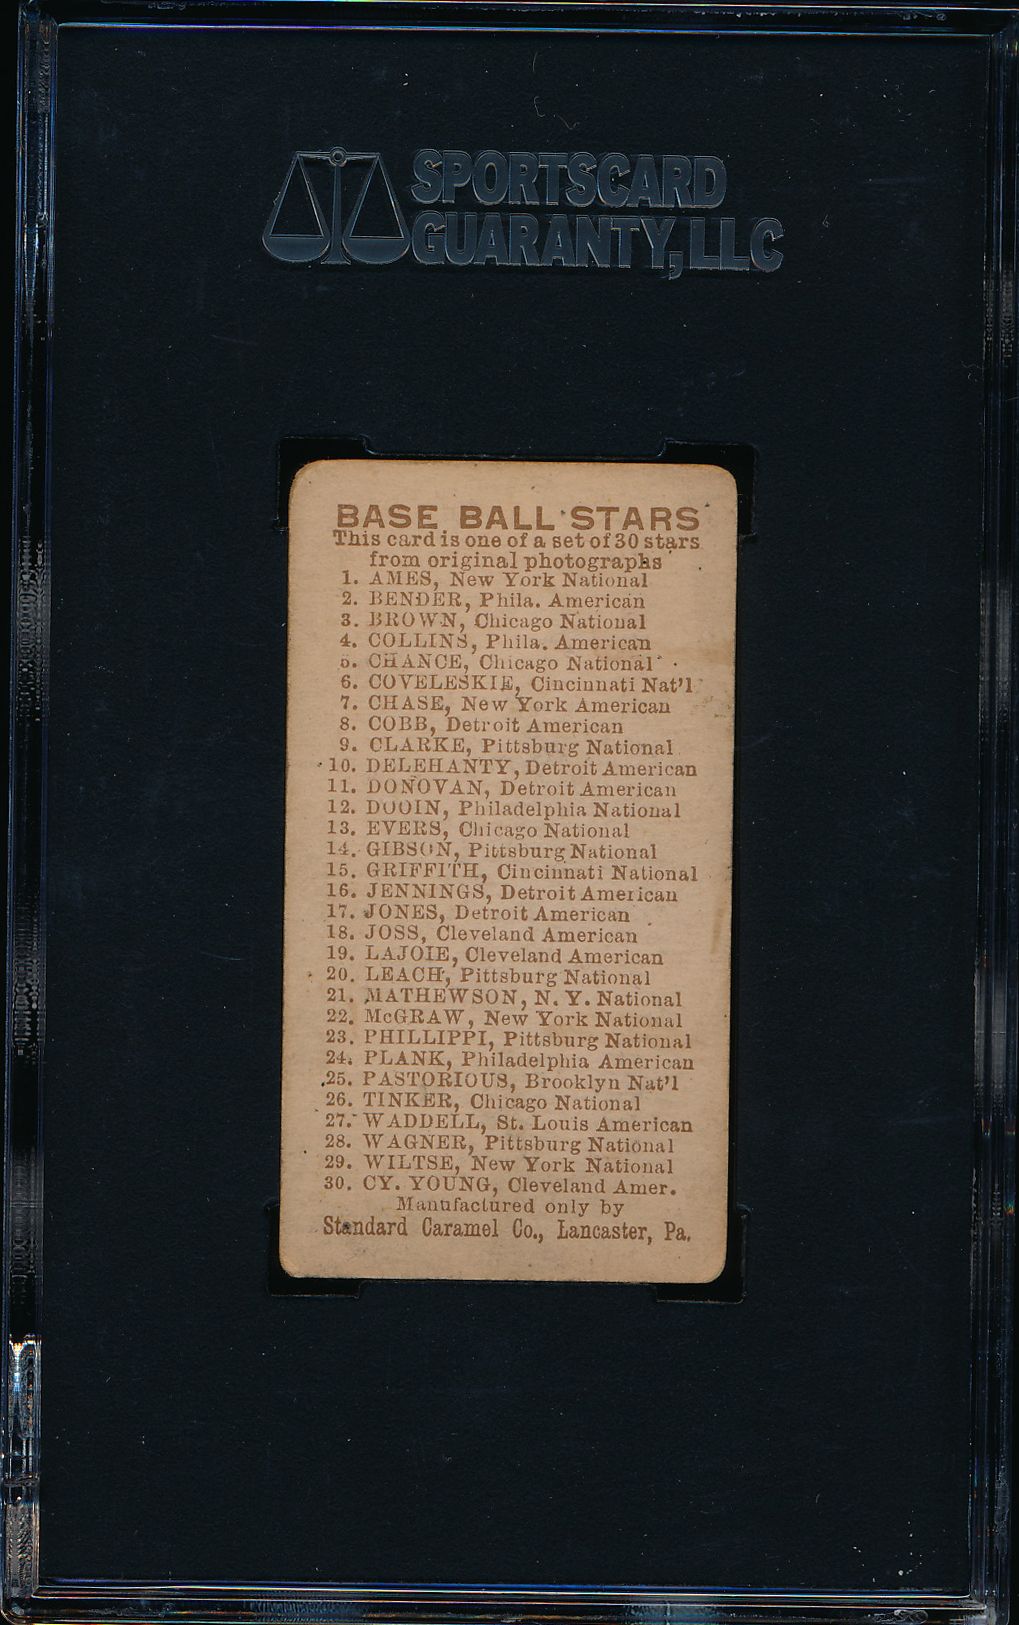 SPORTSCARD
GUARANTY, LLC
BASE BALL STARS
This card is one of a set of 30 stars
from original photographs
1. AMES, New York National
2. BENDER, Phila. American
3. BROWN, Chicago National
4. COLLINS, Phila. American
5. CHANCE, Chicago National
6. COVELESKIE, Cincinnati Nat'l
7. CHASE, New York American
8. COBB, Detroit American
9. CLARKE, Pittsburg National
10. DELEHANTY, Detroit American
11. DONOVAN, Detroit American
12. DOOIN, Philadelphia National
13. EVERS, Chicago National
14. GIBSON, Pittsburg National
15. GRIFFITH, Cincinnati National
16. JENNINGS, Detroit American
17. JONES, Detroit American
18. JOSS, Cleveland American
19. LAJOIE, Cleveland American
20. LEACH, Pittsburg National
21. MATHEWSON, N. Y. National
22. McGRAW, New York National
23. PHILLIPPI, Pittsburg National
24. PLANK, Philadelphia American
25. PASTORIOUS, Brooklyn Nat'l
26. TINKER, Chicago National
27. WADDELL, St. Louis American
28. WAGNER, Pittsburg National
29. WILTSE, New York National
30. CY. YOUNG, Cleveland Amer.
Manufactured only by
Standard Caramel Co., Lancaster, Pa.